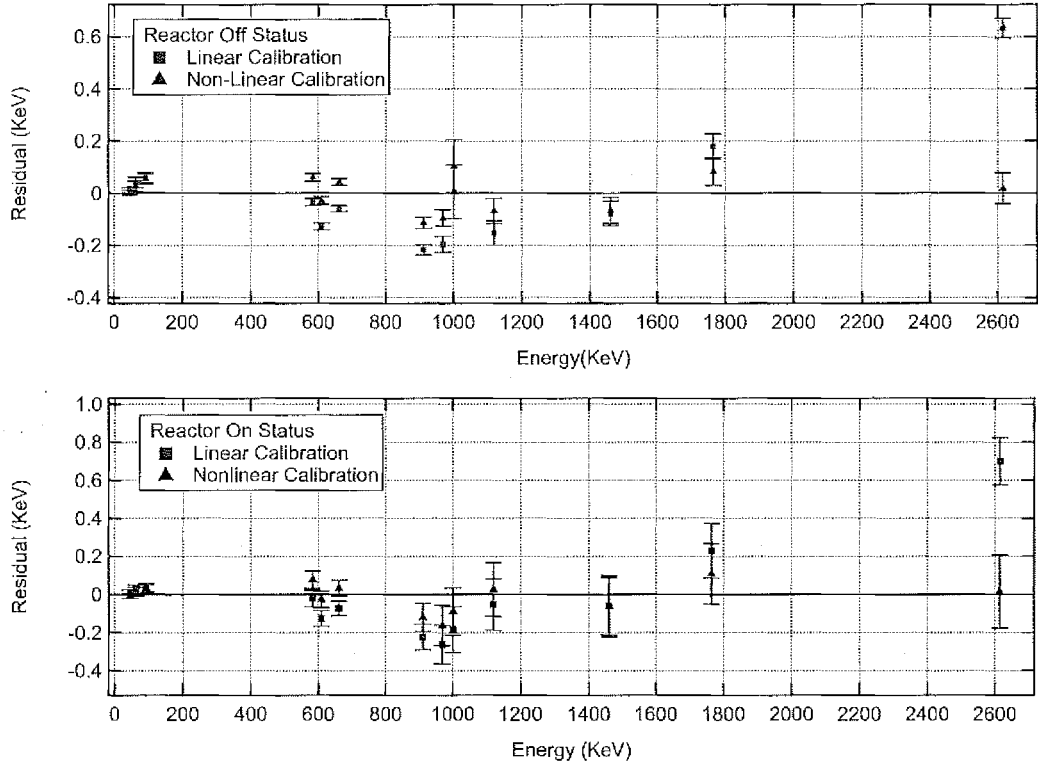 Reactor Off Status
Linear Calibration
Non-Linear Calibration
Residual (KeV)
0.6
0.4
0.2
0
-0.2
-0.4
0 200 400 600 800 1000 1200 1400 1600 1800 2000 2200 2400 2600
Energy(KeV)
Reactor On Status
Linear Calibration
Nonlinear Calibration
Residual (KeV)
1.0
0.8
0.6
0.4
0.2
0
-0.2
-0.4
0 200 400 600 800 1000 1200 1400 1600 1800 2000 2200 2400 2600
Energy (KeV)